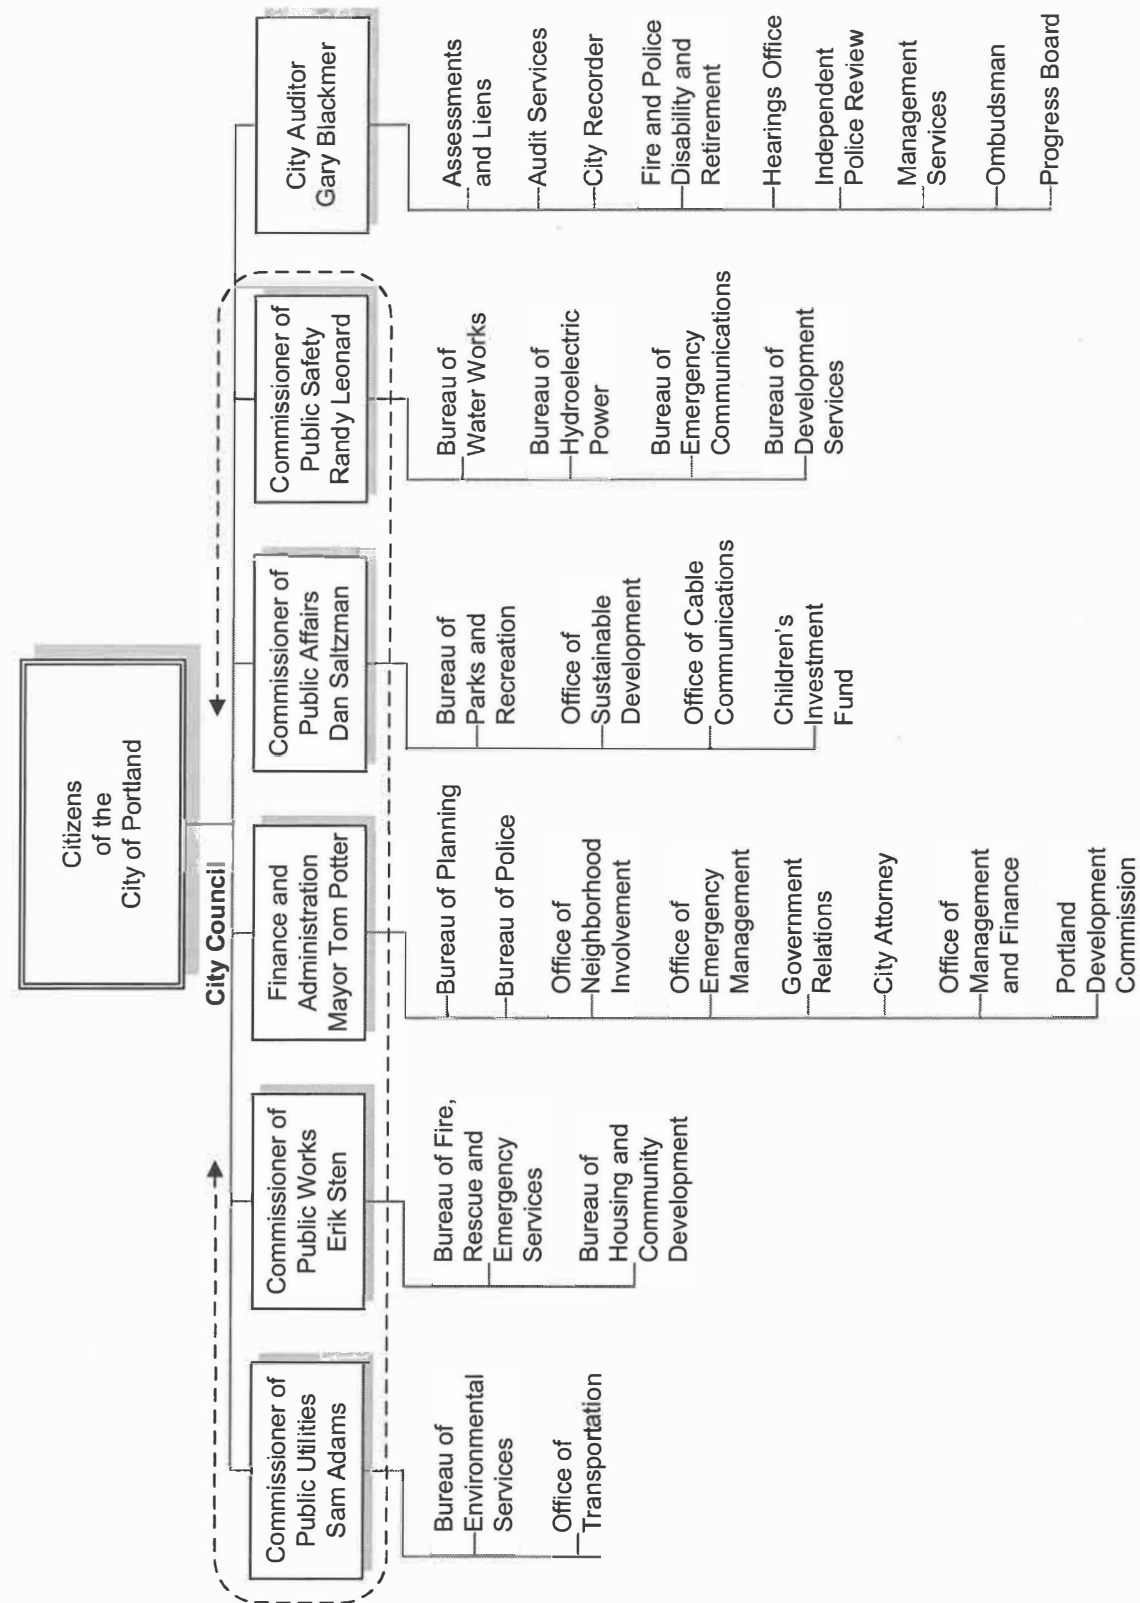 Citizens
of the
City of Portland
City Council
Commissioner of
Public Utilities
Sam Adams
Bureau of
Environmental
Services
Office of
Transportation
Commissioner of
Public Works
Erik Sten
Bureau of Fire,
Rescue and
Emergency
Services
Bureau of
Housing and
Community
Development
Finance and
Administration
Mayor Tom Potter
Bureau of Planning
Bureau of Police
Office of
Neighborhood
Involvement
Office of
Emergency
Management
Government
Relations
City Attorney
Office of
Management
and Finance
Portland
Development
Commission
Commissioner of
Public Affairs
Dan Saltzman
Bureau of
Parks and
Recreation
Office of
Sustainable
Development
Office of Cable
Communications
Children's
Investment
Fund
Commissioner of
Public Safety
Randy Leonard
Bureau of
Water Works
Bureau of
Hydroelectric
Power
Bureau of
Emergency
Communications
Bureau of
Development
Services
City Auditor
Gary Blackmer
Assessments
and Liens
Audit Services
City Recorder
Fire and Police
Disability and
Retirement
Hearings Office
Independent
Police Review
Management
Services
Ombudsman
Progress Board